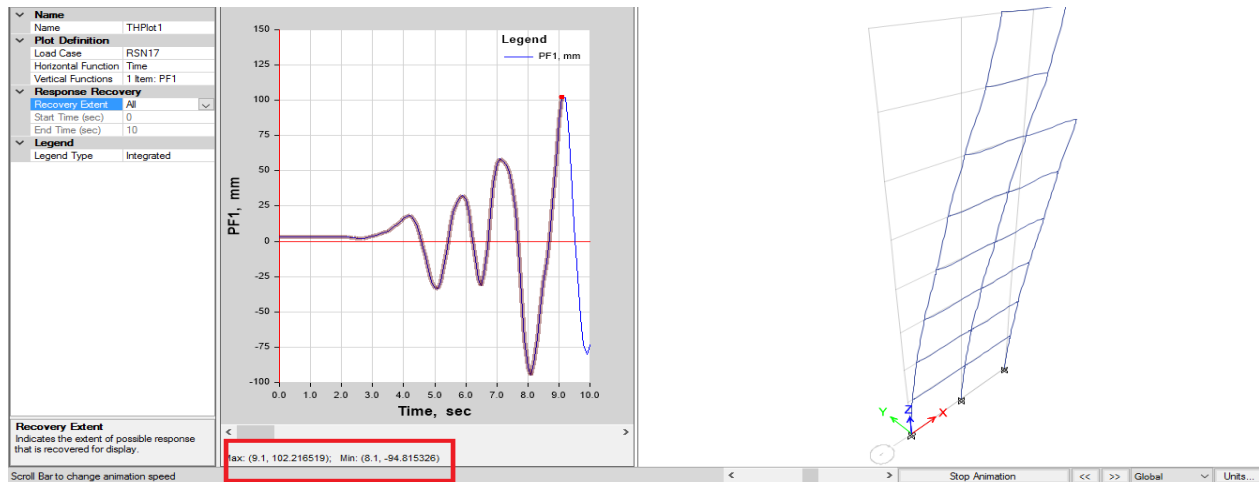 Name
Name THPlot1
Plot Definition
Load Case RSN17
Horizontal Function Time
Vertical Functions 1 Item: PF1
Response Recovery
Recovery Extent All
Start Time (sec) 0
End Time (sec) 10
Legend
Legend Type Integrated
Recovery Extent
Indicates the extent of possible response
that is recovered for display.
Legend
PF1, mm
PF1, mm
150
125
100
75
50
25
0
-25
-50
-75
-100
0.0 1.0 2.0 3.0 4.0 5.0 6.0 7.0 8.0 9.0 10.0
Time, sec
Max: (9.1, 102.216519); Min: (8.1, -94.815326)
Y Z X
Scroll Bar to change animation speed
Stop Animation << >> Global Units...